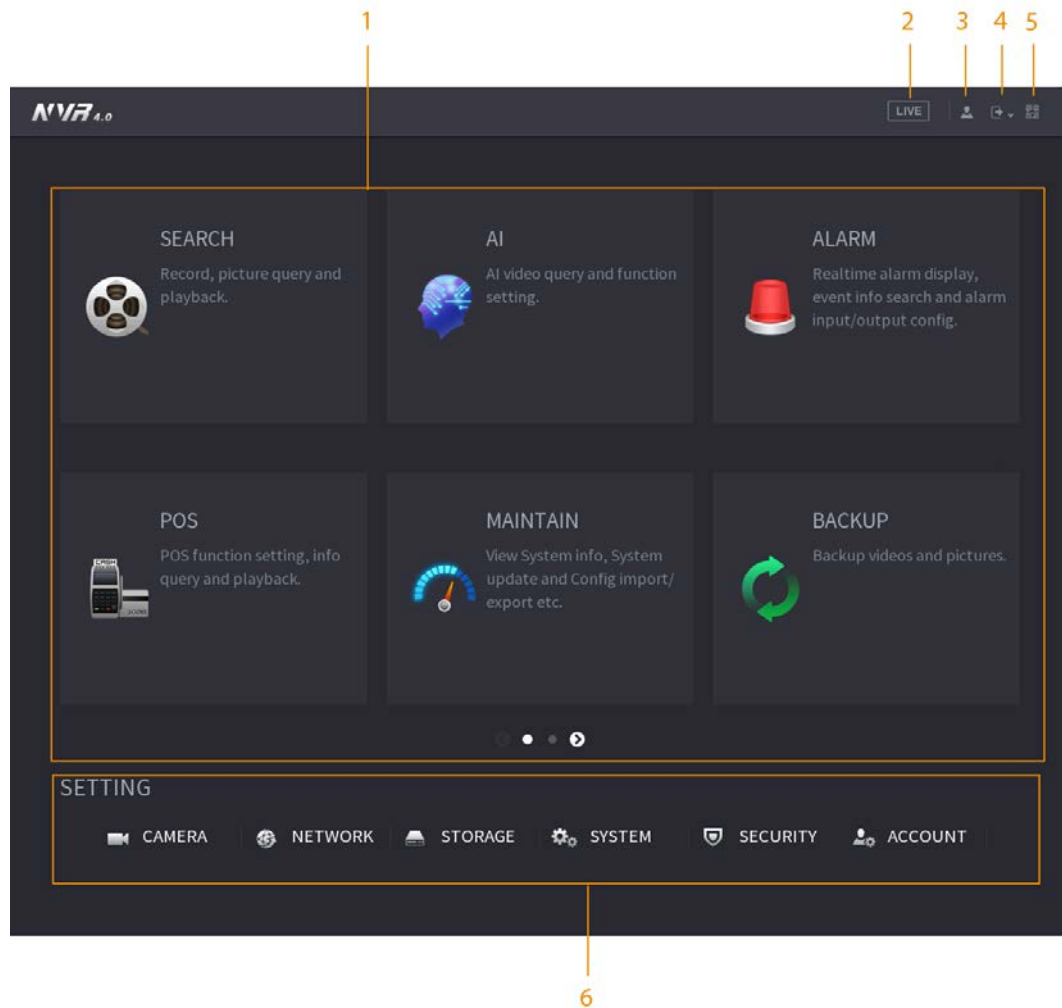 1
2
3
4
5
NVR 4.0
LIVE
SEARCH
Record, picture query and
playback.
AI
AI video query and function
setting.
ALARM
Realtime alarm display,
event info search and alarm
input/output config.
POS
POS function setting, info
query and playback.
CASH
MAINTAIN
View System info, System
update and Config import/
export etc.
BACKUP
Backup videos and pictures.
SETTING
CAMERA
NETWORK
STORAGE
SYSTEM
SECURITY
ACCOUNT
6